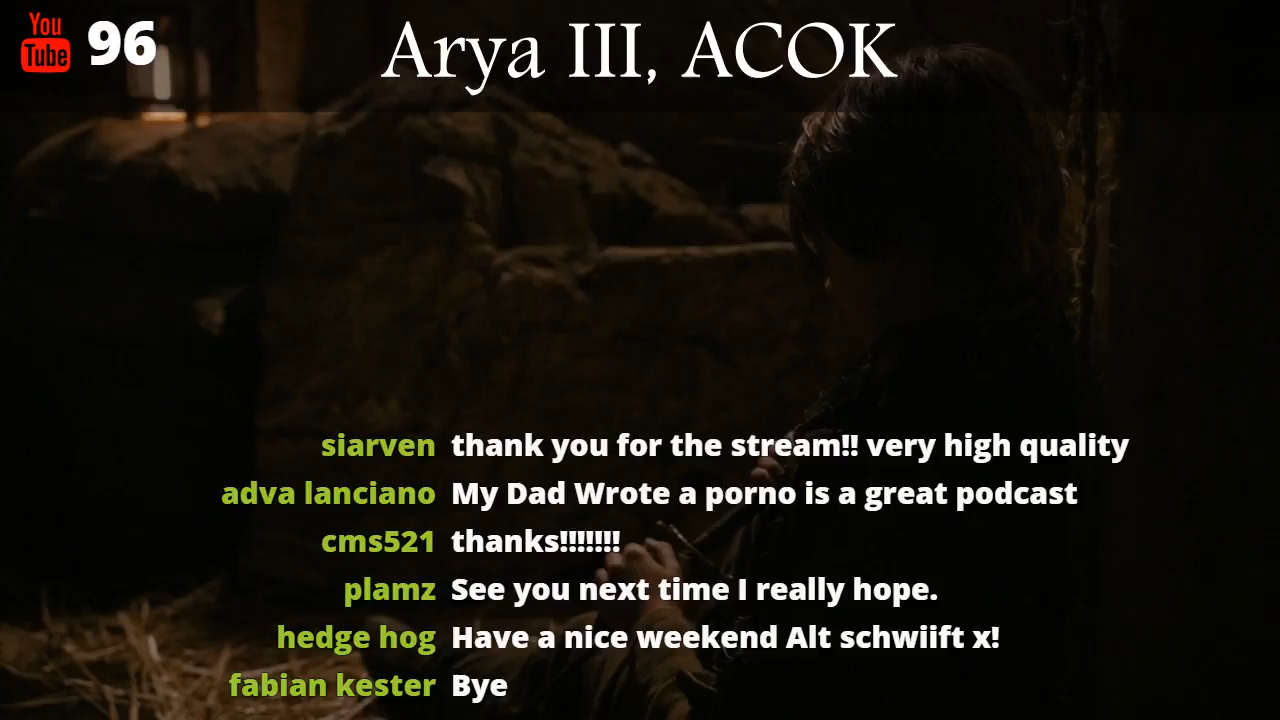 You Tube 96
Arya III, ACOK
siarven thank you for the stream!! very high quality
adva lanciano My Dad Wrote a porno is a great podcast
cms521 thanks!!!!!!!
plamz See you next time I really hope.
hedge hog Have a nice weekend Alt schwiift x!
fabian kester Bye